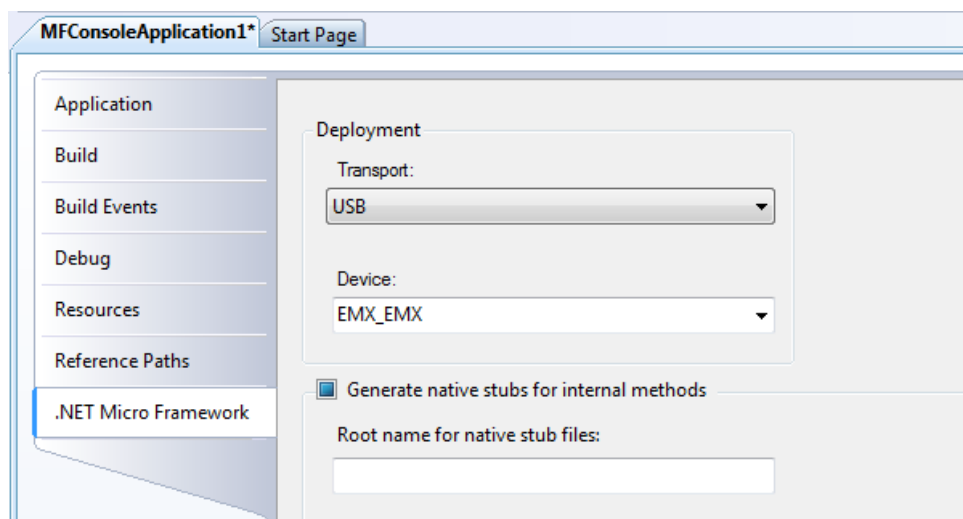 MFConsoleApplication1* Start Page
Application
Build
Build Events
Debug
Resources
Reference Paths
.NET Micro Framework
Deployment
Transport:
USB
Device:
EMX_EMX
Generate native stubs for internal methods
Root name for native stub files: